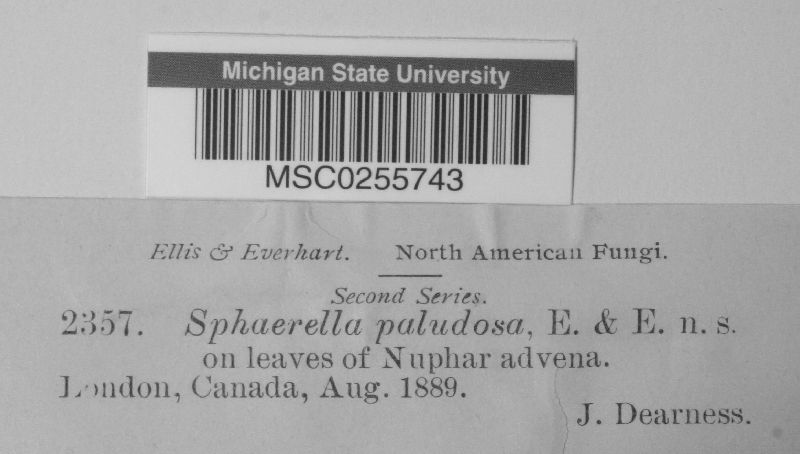 Michigan State University
MSC0255743
Ellis & Everhart. North American Fungi.
Second Series.
2357. Sphaerella paludosa, E. & E. n. s.
on leaves of Nuphar advena.
London, Canada, Aug. 1889.
J. Dearness.